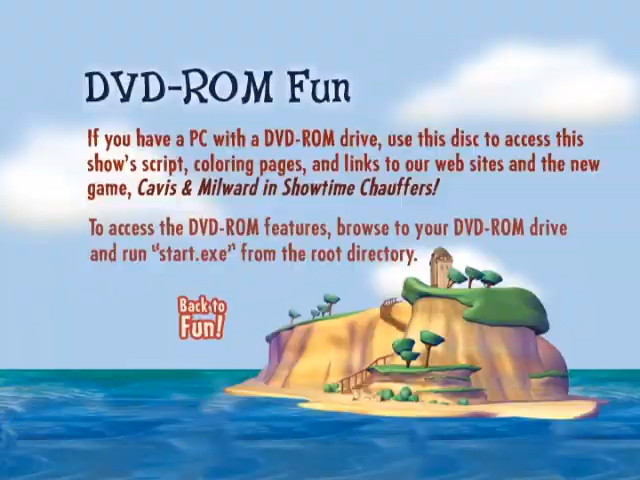 DVD-ROM Fun
If you have a PC with a DVD-ROM drive, use this disc to access this
show's script, coloring pages, and links to our web sites and the new
game, Cavis & Milward in Showtime Chauffers!
To access the DVD-ROM features, browse to your DVD-ROM drive
and run "start.exe" from the root directory.
Back to
Fun!